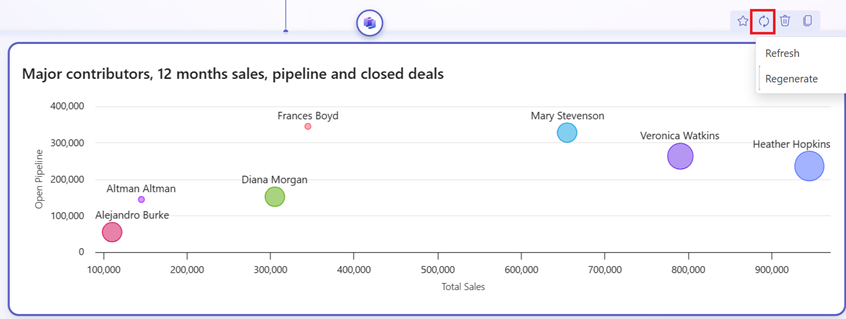 Refresh
Regenerate
Major contributors, 12 months sales, pipeline and closed deals
Open Pipeline
400,000
300,000
200,000
100,000
0
Frances Boyd
Mary Stevenson
Veronica Watkins
Heather Hopkins
Altman Altman
Diana Morgan
Alejandro Burke
100,000
200,000
300,000
400,000
500,000
600,000
700,000
800,000
900,000
Total Sales